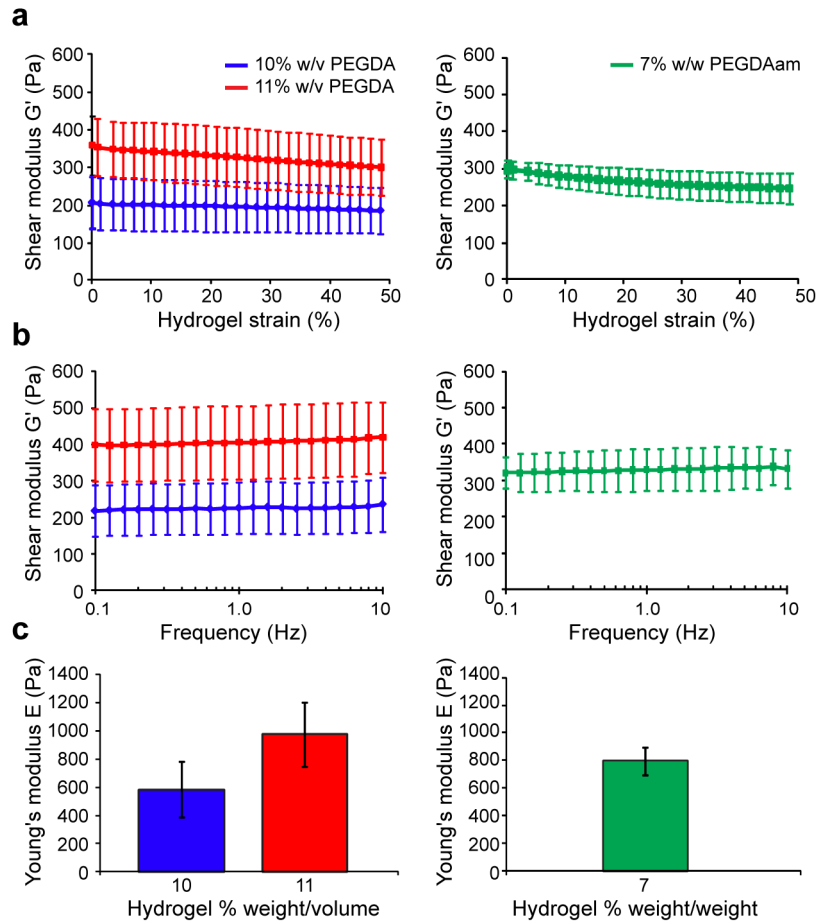 a
600
500
400
300
200
100
0
Shear modulus G' (Pa)
10% w/v PEGDA
11% w/v PEGDA
0 10 20 30 40 50
Hydrogel strain (%)
600
500
400
300
200
100
0
Shear modulus G' (Pa)
7% w/w PEGDAam
0 10 20 30 40 50
Hydrogel strain (%)
b
600
500
400
300
200
100
0
Shear modulus G' (Pa)
0.1 1.0 10
Frequency (Hz)
600
500
400
300
200
100
0
Shear modulus G' (Pa)
0.1 1.0 10
Frequency (Hz)
c
1400
1200
1000
800
600
400
200
0
Young's modulus E (Pa)
10 11
Hydrogel % weight/volume
1400
1200
1000
800
600
400
200
0
Young's modulus E (Pa)
7
Hydrogel % weight/weight